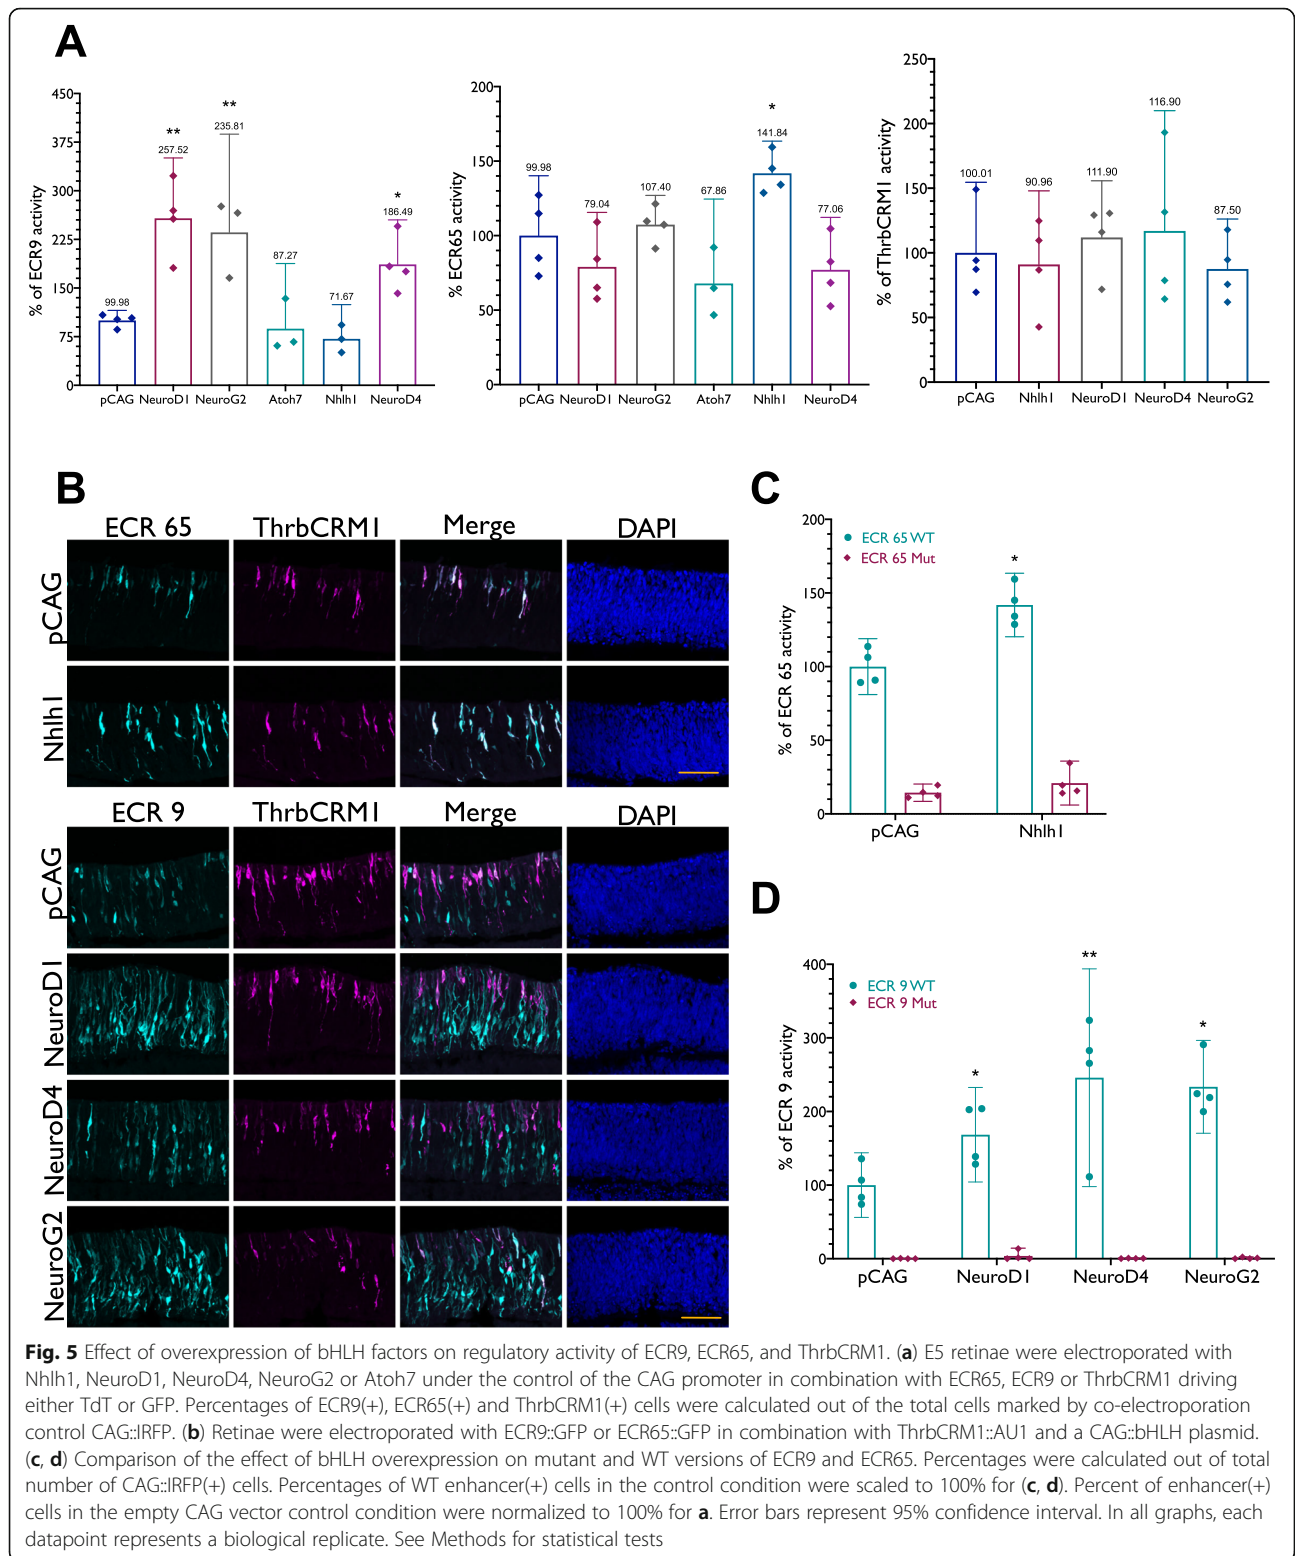 A
450
375
300
225
150
75
0
% of ECR9 activity
99.98
**
257.52
**
235.81
87.27
71.67
*
186.49
pCAG NeuroD1 NeuroG2 Atoh7 Nhlh1 NeuroD4
200
150
100
50
0
% ECR65 activity
99.98
79.04
107.40
67.86
*
141.84
77.06
pCAG NeuroD1 NeuroG2 Atoh7 Nhlh1 NeuroD4
250
200
150
100
50
0
% of ThrbCRM1 activity
100.01
90.96
111.90
116.90
87.50
pCAG Nhlh1 NeuroD1 NeuroD4 NeuroG2
B
ECR 65 ThrbCRM1 Merge DAPI
pCAG
Nhlh1
ECR 9 ThrbCRM1 Merge DAPI
pCAG
NeuroD1
NeuroD4
NeuroG2
C
200
150
100
50
0
% of ECR 65 activity
ECR 65 WT
ECR 65 Mut
*
pCAG Nhlh1
D
400
300
200
100
0
% of ECR 9 activity
ECR 9 WT
ECR 9 Mut
*
**
*
pCAG NeuroD1 NeuroD4 NeuroG2
Fig. 5 Effect of overexpression of bHLH factors on regulatory activity of ECR9, ECR65, and ThrbCRM1. (a) E5 retinae were electroporated with
Nhlh1, NeuroD1, NeuroD4, NeuroG2 or Atoh7 under the control of the CAG promoter in combination with ECR65, ECR9 or ThrbCRM1 driving
either TdT or GFP. Percentages of ECR9(+), ECR65(+) and ThrbCRM1(+) cells were calculated out of the total cells marked by co-electroporation
control CAG::IRFP. (b) Retinae were electroporated with ECR9::GFP or ECR65::GFP in combination with ThrbCRM1::AU1 and a CAG::bHLH plasmid.
(c, d) Comparison of the effect of bHLH overexpression on mutant and WT versions of ECR9 and ECR65. Percentages were calculated out of total
number of CAG::IRFP(+) cells. Percentages of WT enhancer(+) cells in the control condition were scaled to 100% for (c, d). Percent of enhancer(+)
cells in the empty CAG vector control condition were normalized to 100% for a. Error bars represent 95% confidence interval. In all graphs, each
datapoint represents a biological replicate. See Methods for statistical tests